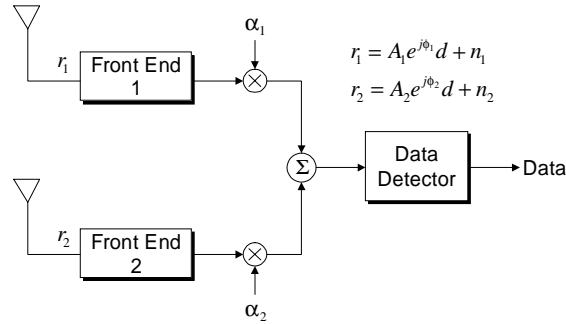 α₁
r₁
Front End
1
r₁ = A₁e^{jϕ₁}d + n₁
r₂ = A₂e^{jϕ₂}d + n₂
Σ
Data
Detector
Data
r₂
Front End
2
α₂